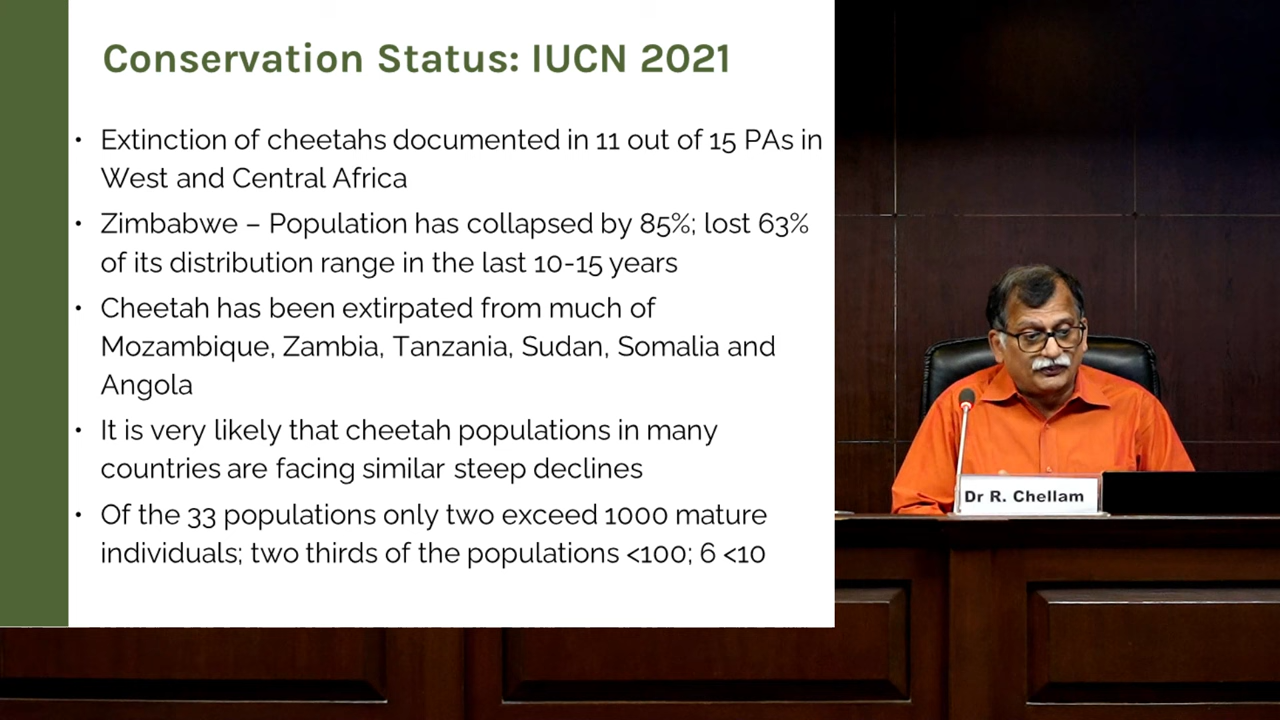 Conservation Status: IUCN 2021
• Extinction of cheetahs documented in 11 out of 15 PAs in
West and Central Africa
• Zimbabwe – Population has collapsed by 85%; lost 63%
of its distribution range in the last 10-15 years
• Cheetah has been extirpated from much of
Mozambique, Zambia, Tanzania, Sudan, Somalia and
Angola
• It is very likely that cheetah populations in many
countries are facing similar steep declines
• Of the 33 populations only two exceed 1000 mature
individuals; two thirds of the populations <100; 6 <10
Dr R. Chellam